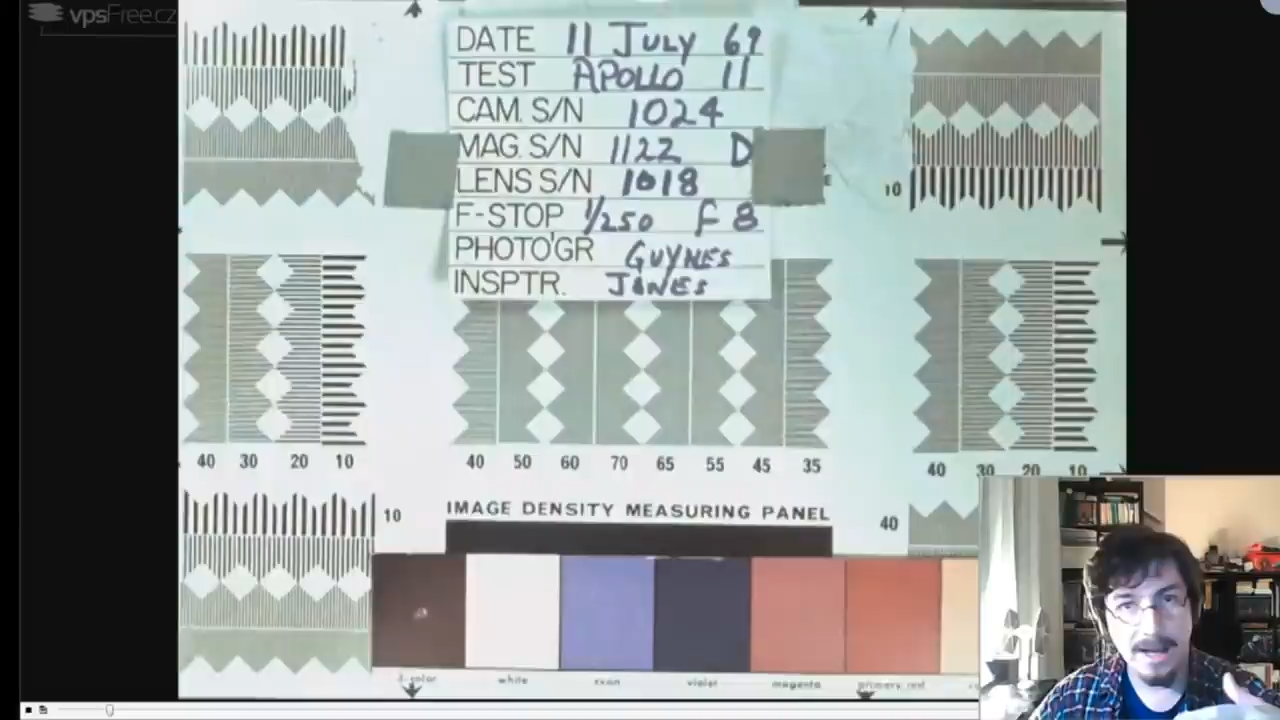 vpsFree.cz
DATE 11 JULY 69
TEST APOLLO 11
CAM. S/N 1024
MAG. S/N 1122 D
LENS S/N 1018
F-STOP 1/250 f 8
PHOTO'GR GUYNES
INSPTR. JONES
10
40 30 20 10
40 50 60 70 65 55 45 35
40 30 20 10
10 IMAGE DENSITY MEASURING PANEL 40
3-color white cyan violet magenta primary red